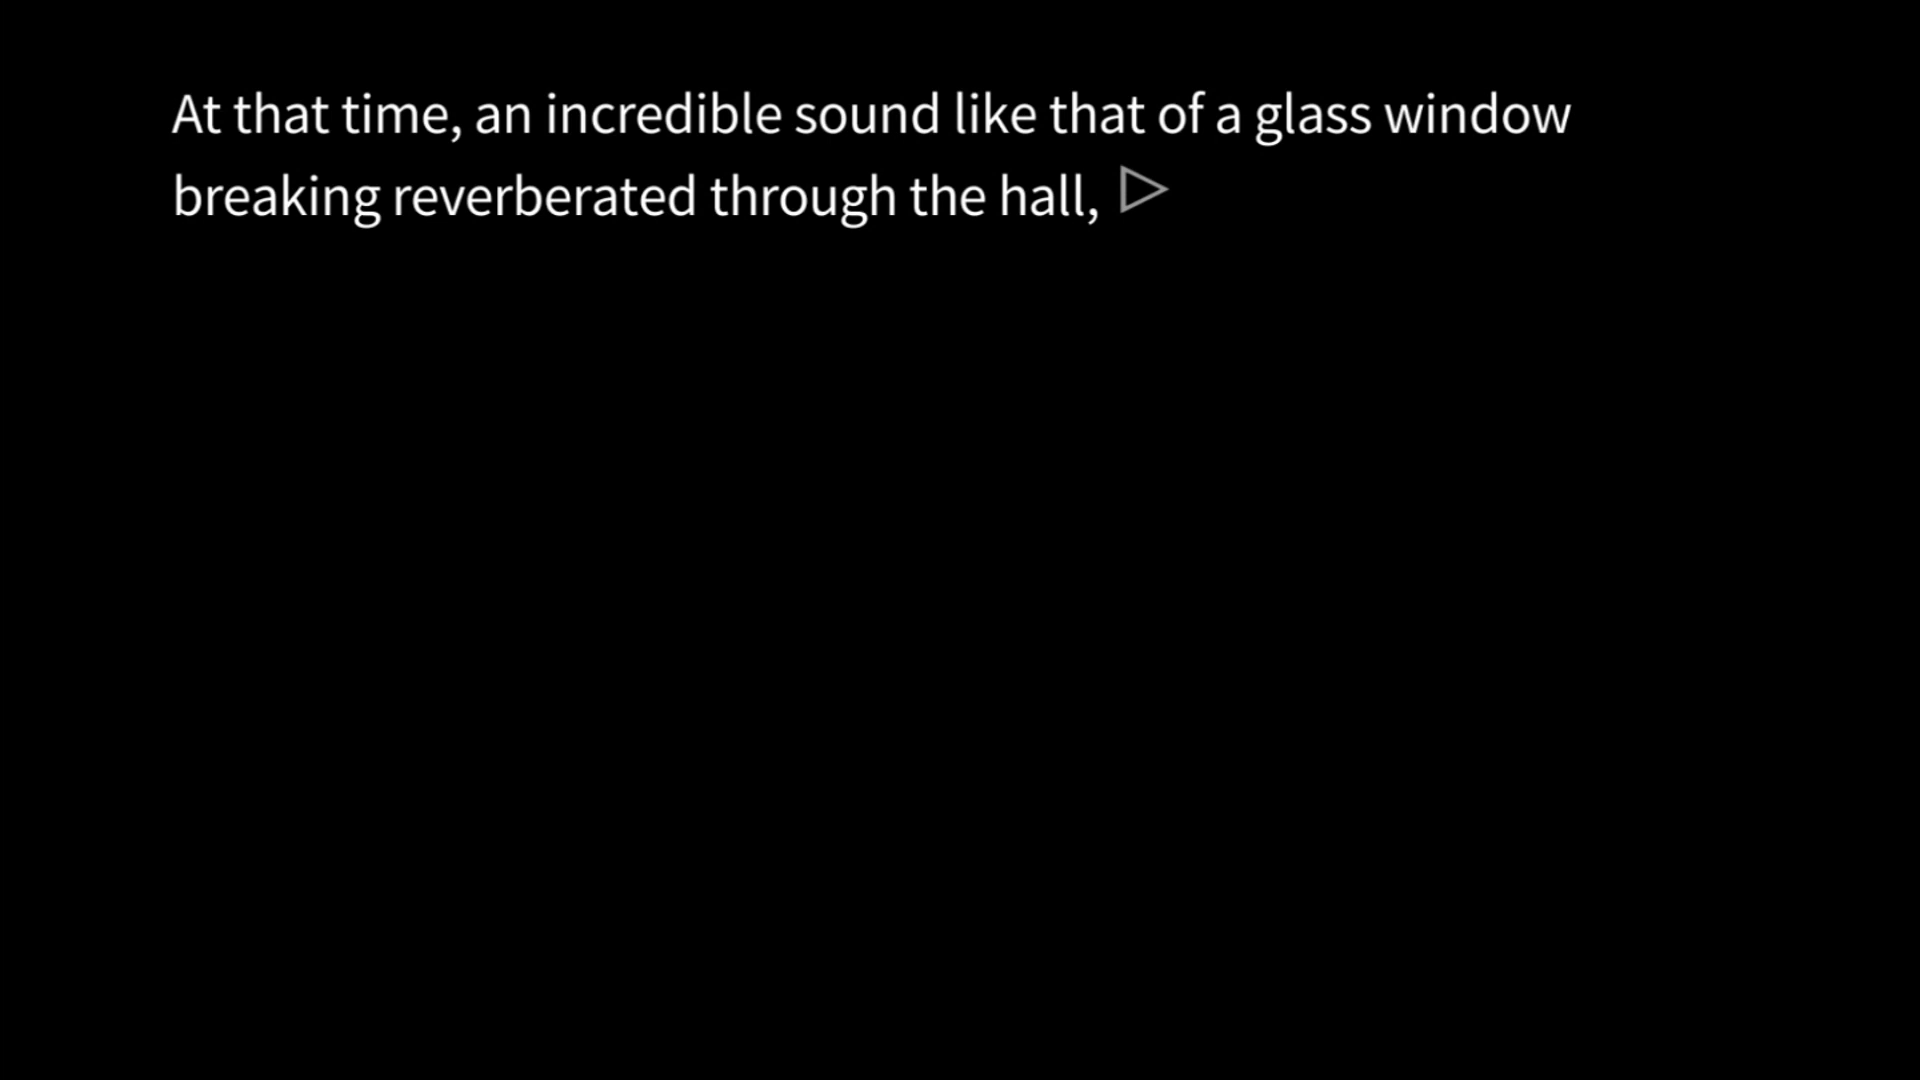 At that time, an incredible sound like that of a glass window
breaking reverberated through the hall,